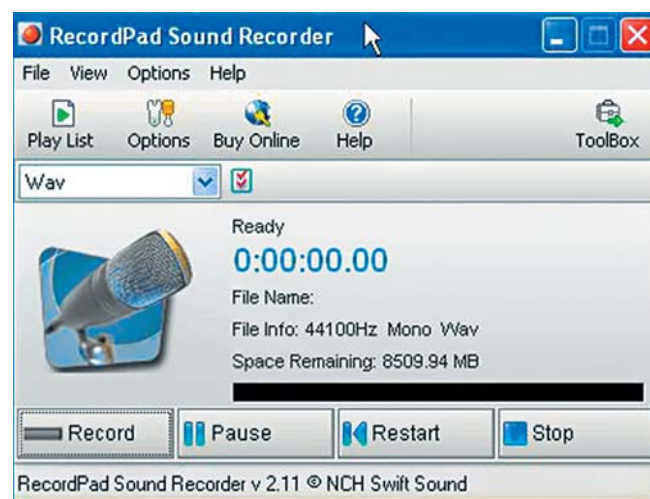 RecordPad Sound Recorder
File View Options Help
Play List Options Buy Online Help ToolBox
Wav
Ready
0:00:00.00
File Name:
File Info: 44100Hz Mono Wav
Space Remaining: 8509.94 MB
Record Pause Restart Stop
RecordPad Sound Recorder v 2.11 © NCH Swift Sound